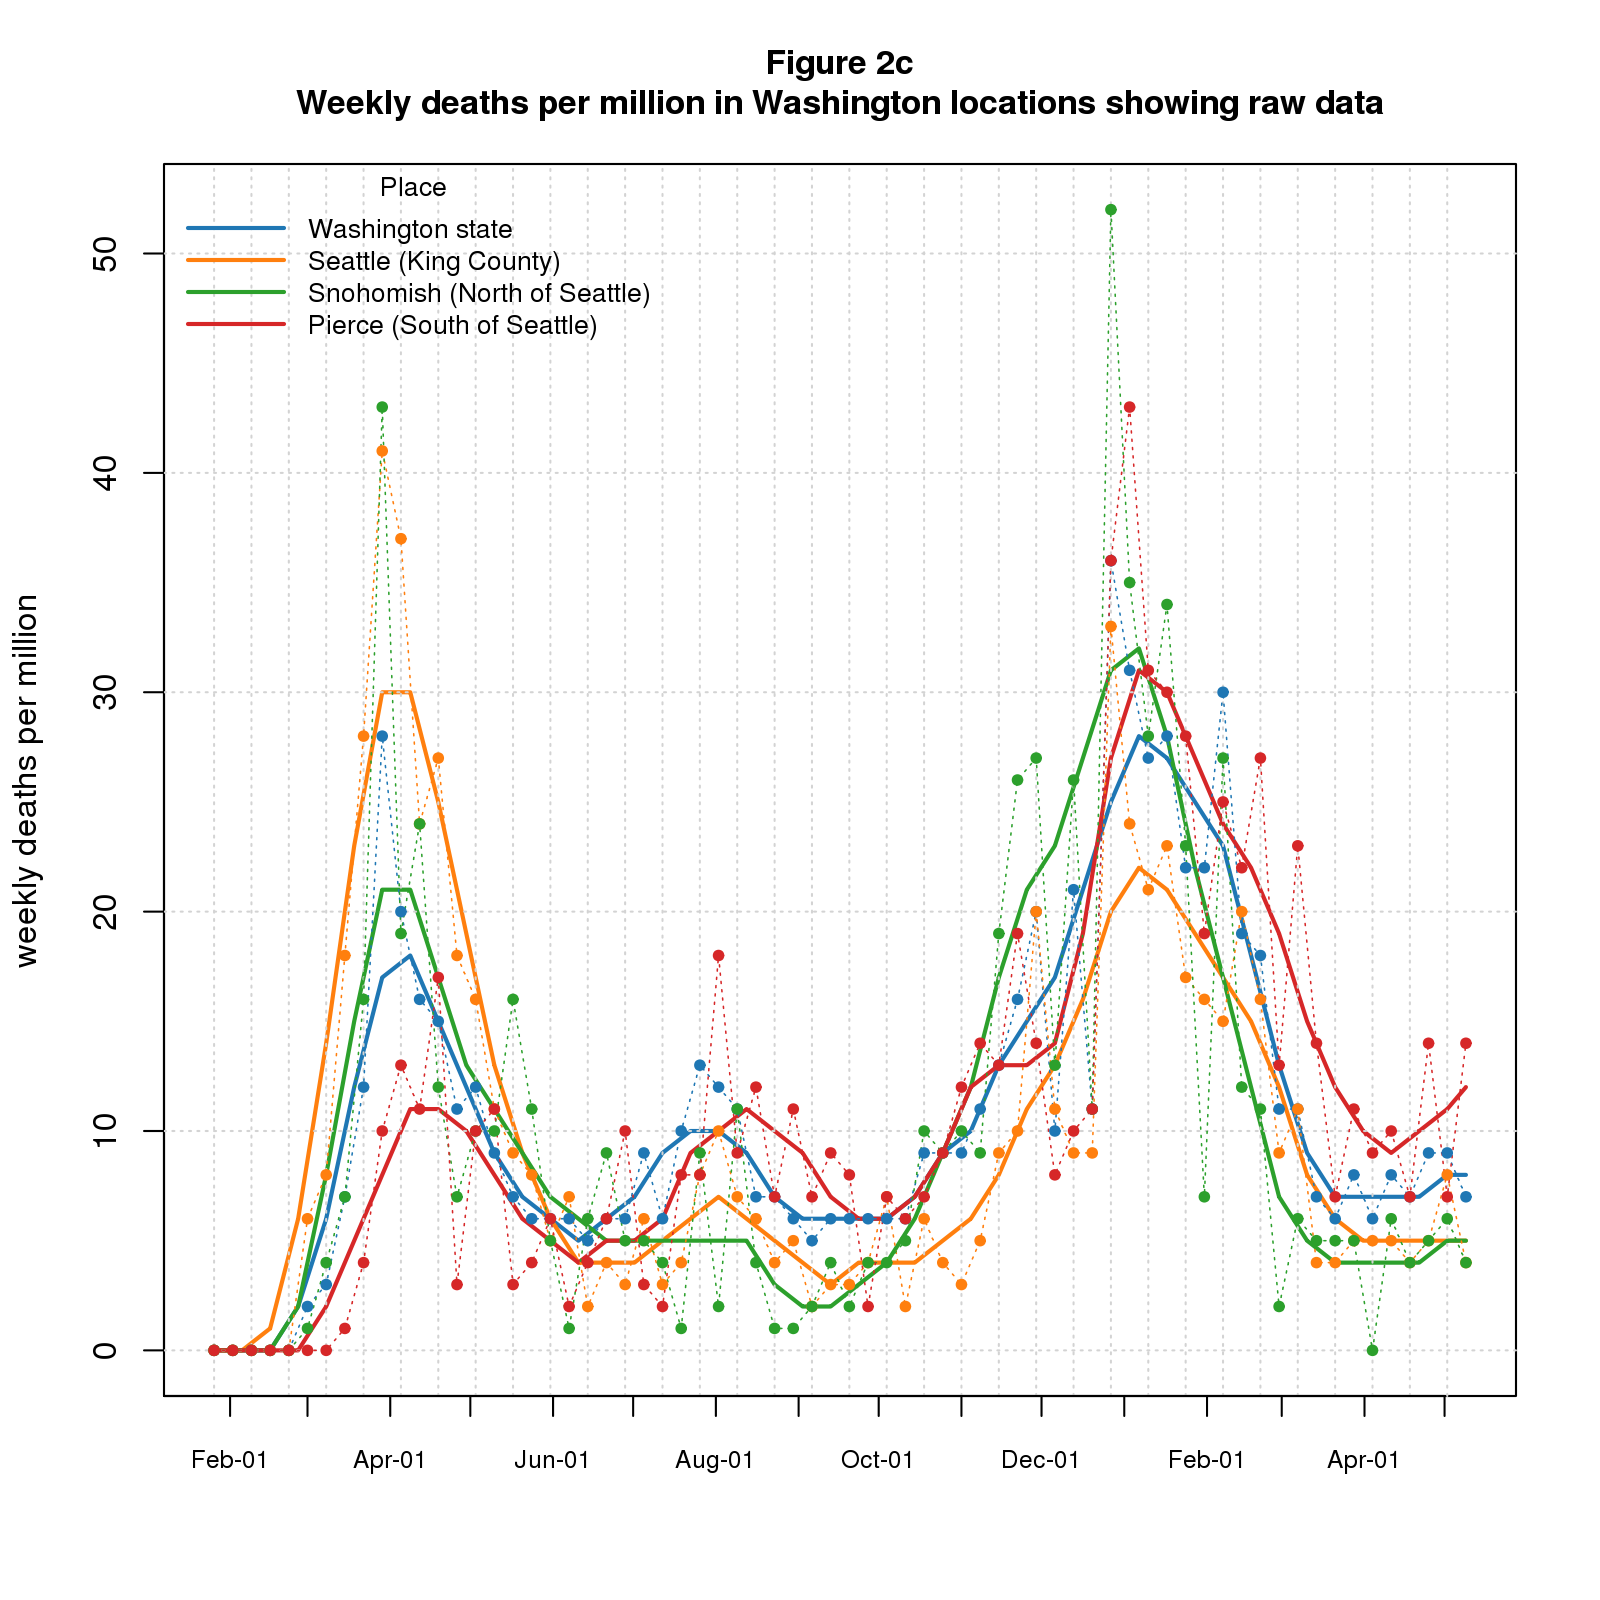 Figure 2c
Weekly deaths per million in Washington locations showing raw data
Place
Washington state
Seattle (King County)
Snohomish (North of Seattle)
Pierce (South of Seattle)
weekly deaths per million
50
40
30
20
10
0
Feb-01 Apr-01 Jun-01 Aug-01 Oct-01 Dec-01 Feb-01 Apr-01